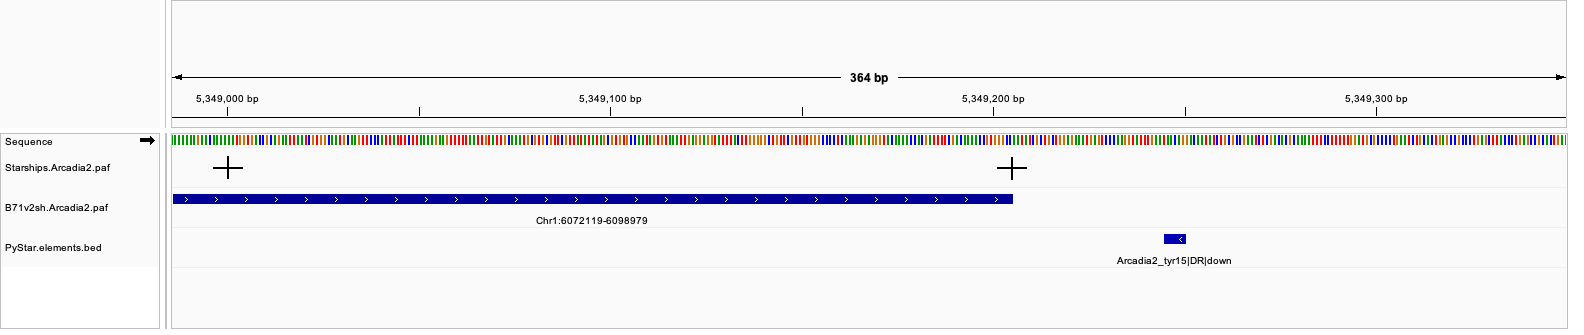 364 bp
5,349,000 bp 5,349,100 bp 5,349,200 bp 5,349,300 bp
Sequence
Starships.Arcadia2.paf
B71v2sh.Arcadia2.paf
Chr1:6072119-6098979
PyStar.elements.bed
Arcadia2_tyr15|DR|down